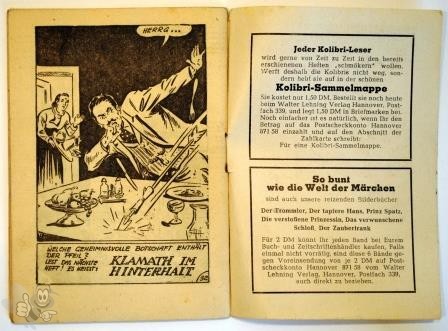 HERRG...
WELCHE GEHEIMNISVOLLE BOTSCHAFT ENTHÄLT
DER PFEIL?
LEST DAS NÄCHSTE
HEFT! ES HEISST:
KLAMATH IM
HINTERHALT
32
Jeder Kolibri-Leser
wird gerne von Zeit zu Zeit in den bereits
erschienenen Heften „schmökern" wollen.
Werft deshalb die Kolibris nicht weg, son-
dern hebt sie auf in der schönen
Kolibri-Sammelmappe
Sie kostet nur 1,50 DM. Bestellt sie noch heute
beim Walter Lehning Verlag Hannover, Post-
fach 339, und legt 1,50 DM in Briefmarken bei.
Noch einfacher ist es natürlich, wenn Ihr den
Betrag auf das Postscheckkonto Hannover
871 58 einzahlt und auf den Abschnitt der
Zahlkarte schreibt:
Für eine Kolibri-Sammelmappe.
So bunt
wie die Welt der Märchen
sind auch unsere reizenden Bilderbücher
Der Trommler, Der tapfere Hans, Prinz Spatz,
Die verstoßene Prinzessin, Das verwunschene
Schloß, Der Zaubertrank
Für 2 DM könnt Ihr jeden Band bei Eurem
Buch- und Zeitschriftenhändler kaufen. Falls
einmal nicht vorrätig, sind diese 6 Bände ge-
gen Voreinsendung von je 2 DM auf Post-
scheckkonto Hannover 871 58 vom Walter
Lehning Verlag, Hannover, Postfach 339,
auch direkt zu beziehen.